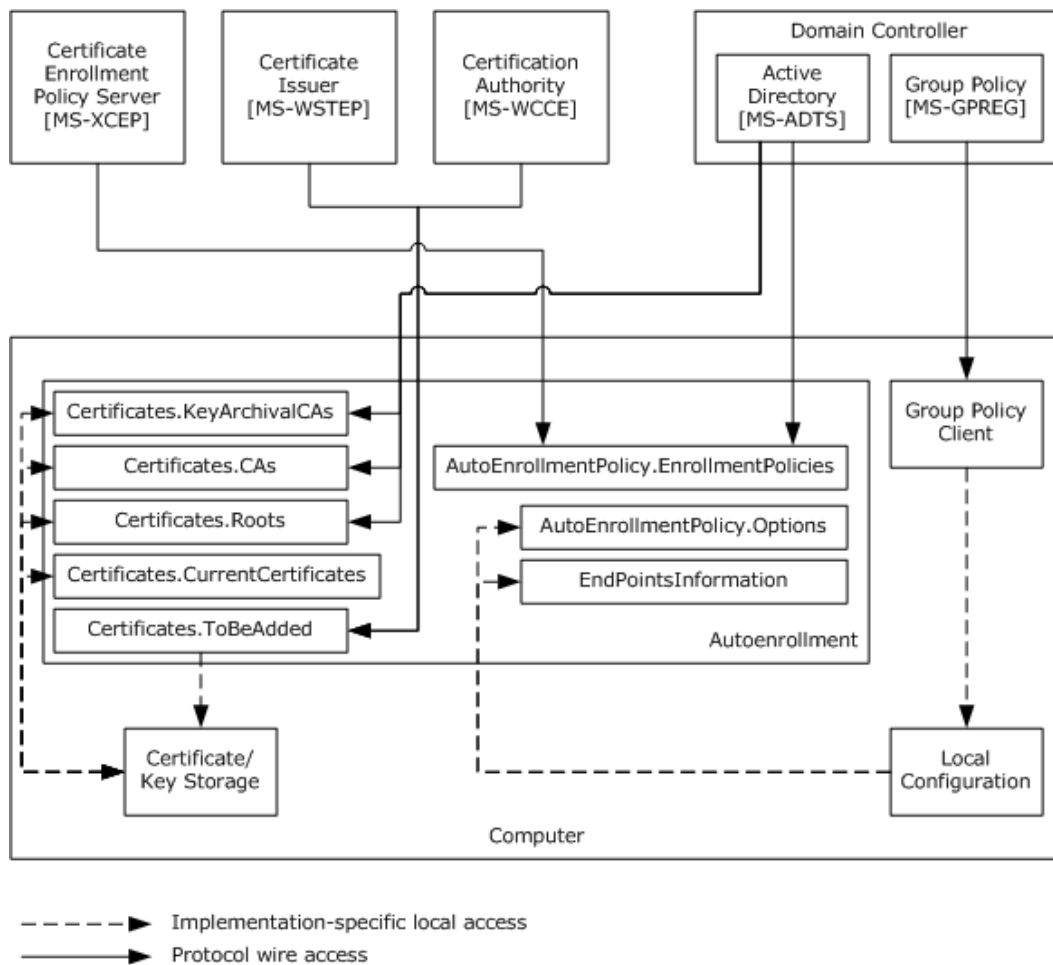 Certificate
Enrollment
Policy Server
[MS-XCEP]
Certificate
Issuer
[MS-WSTEP]
Certification
Authority
[MS-WCCE]
Domain Controller
Active
Directory
[MS-ADTS]
Group Policy
[MS-GPREG]
Certificates.KeyArchivalCAs
Certificates.CAs
Certificates.Roots
Certificates.CurrentCertificates
Certificates.ToBeAdded
AutoEnrollmentPolicy.EnrollmentPolicies
AutoEnrollmentPolicy.Options
EndPointsInformation
Autoenrollment
Group Policy
Client
Certificate/
Key Storage
Local
Configuration
Computer
Implementation-specific local access
Protocol wire access